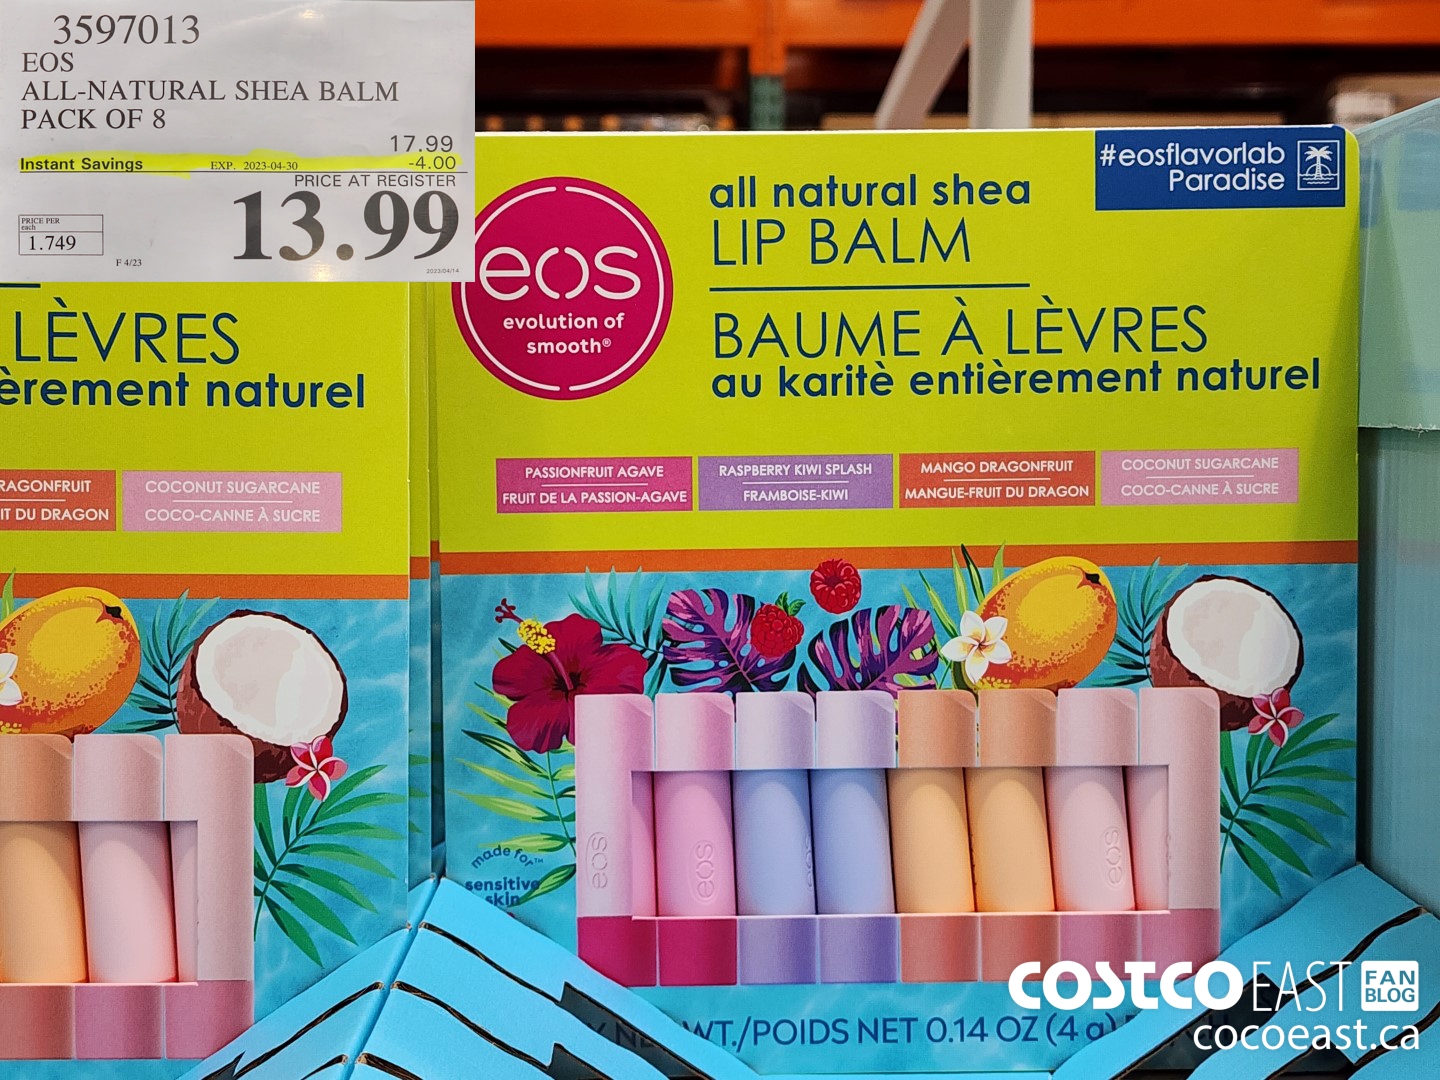 3597013
EOS
ALL-NATURAL SHEA BALM
PACK OF 8
17.99
Instant Savings EXP. 2023-04-30 -4.00
PRICE AT REGISTER
13.99
PRICE PER
each
1.749
F 4/23
2023/04/14
#eosflavorlab
Paradise
all natural shea
LIP BALM
BAUME À LÈVRES
au karitè entièrement naturel
eos
evolution of
smooth®
PASSIONFRUIT AGAVE
FRUIT DE LA PASSION-AGAVE
RASPBERRY KIWI SPLASH
FRAMBOISE-KIWI
MANGO DRAGONFRUIT
MANGUE-FRUIT DU DRAGON
COCONUT SUGARCANE
COCO-CANNE À SUCRE
LÈVRES
èrement naturel
RAGONFRUIT
IT DU DRAGON
COCONUT SUGARCANE
COCO-CANNE À SUCRE
eos
eos
eos
made for™
sensitive
skin
WT./POIDS NET 0.14 OZ (4 g)
COSTCO EAST FAN BLOG
cocoeast.ca